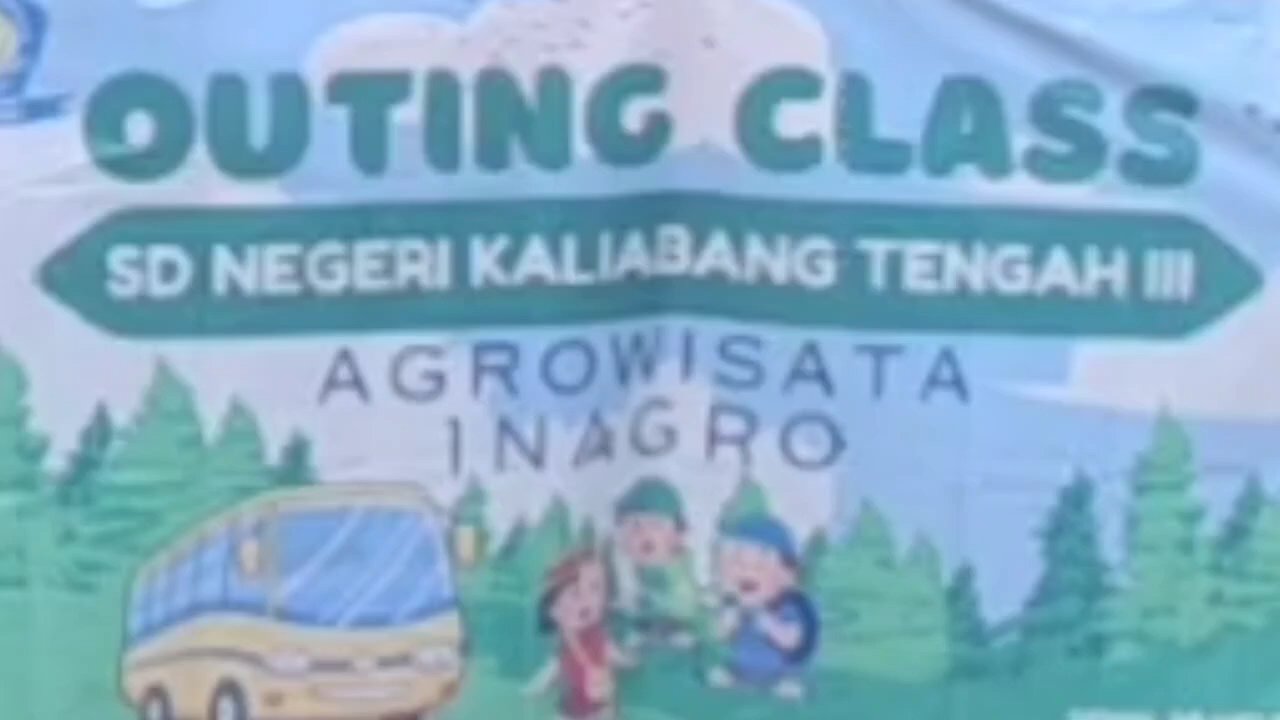 OUTING CLASS
SD NEGERI KALIABANG TENGAH III
AGROWISATA
INAGRO